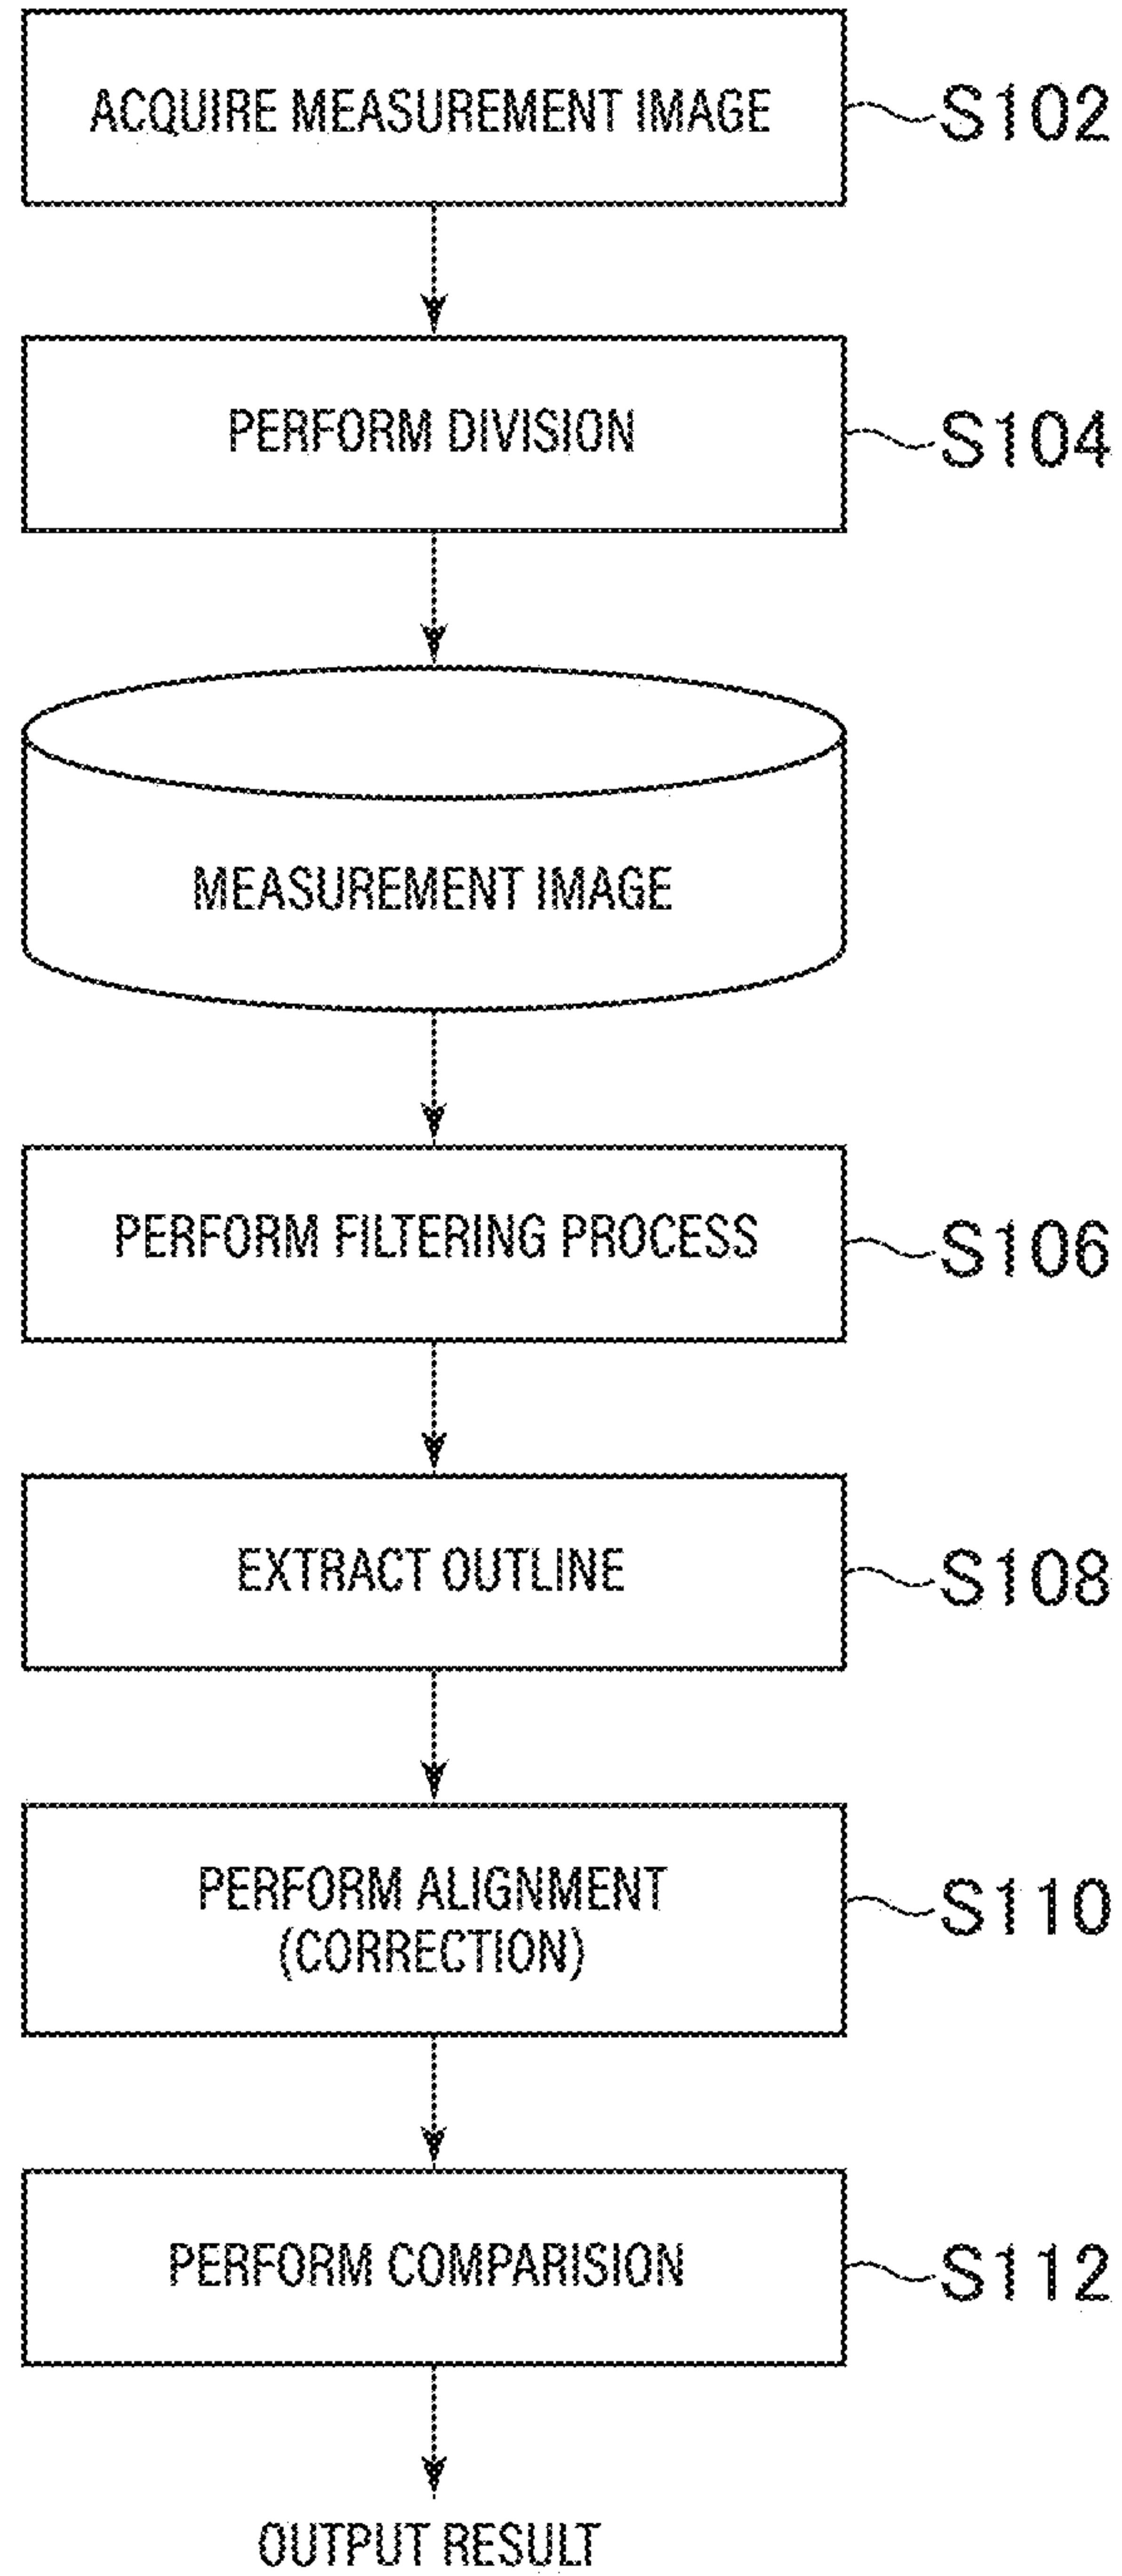 ACQUIRE MEASUREMENT IMAGE
S102
PERFORM DIVISION
S104
MEASUREMENT IMAGE
PERFORM FILTERING PROCESS
S106
EXTRACT OUTLINE
S108
PERFORM ALIGNMENT
(CORRECTION)
S110
PERFORM COMPARISION
S112
OUTPUT RESULT